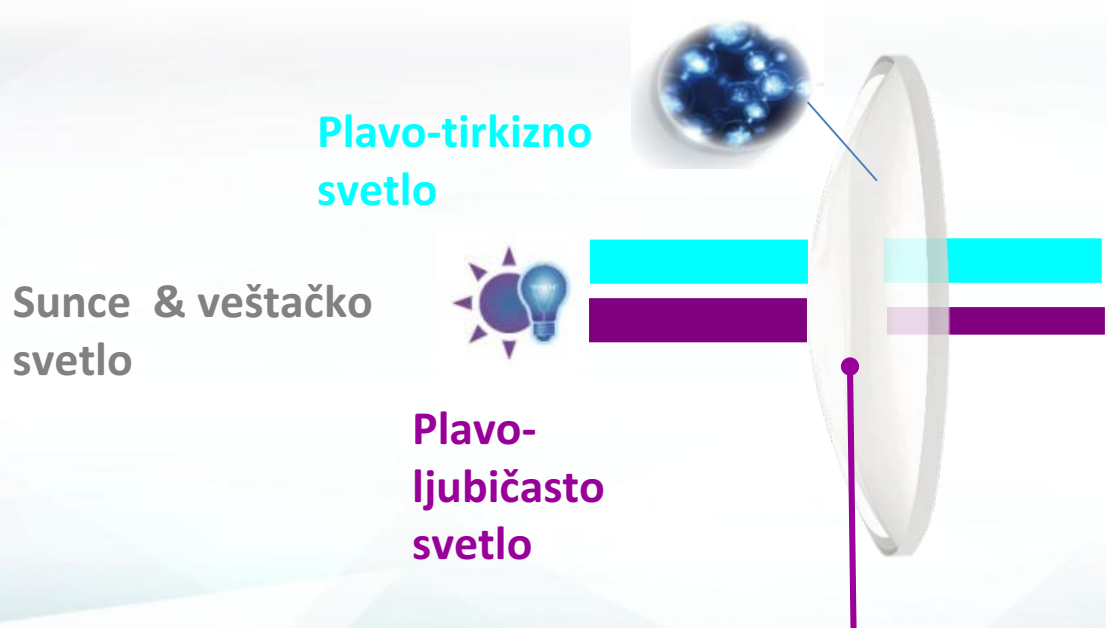 Plavo-tirkizno
svetlo
Sunce & veštačko
svetlo
Plavo-
ljubičasto
svetlo